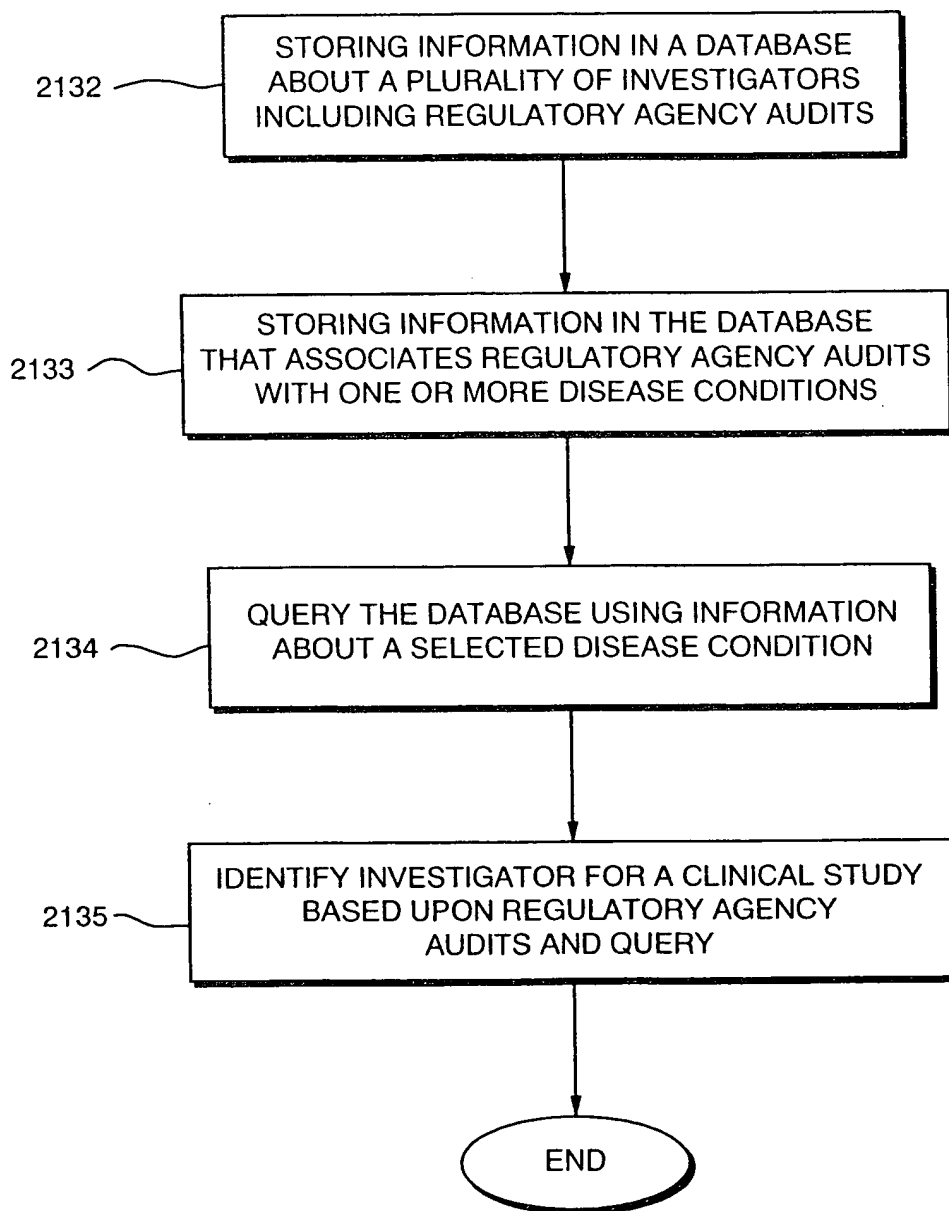 2132
STORING INFORMATION IN A DATABASE
ABOUT A PLURALITY OF INVESTIGATORS
INCLUDING REGULATORY AGENCY AUDITS
2133
STORING INFORMATION IN THE DATABASE
THAT ASSOCIATES REGULATORY AGENCY AUDITS
WITH ONE OR MORE DISEASE CONDITIONS
2134
QUERY THE DATABASE USING INFORMATION
ABOUT A SELECTED DISEASE CONDITION
2135
IDENTIFY INVESTIGATOR FOR A CLINICAL STUDY
BASED UPON REGULATORY AGENCY
AUDITS AND QUERY
END